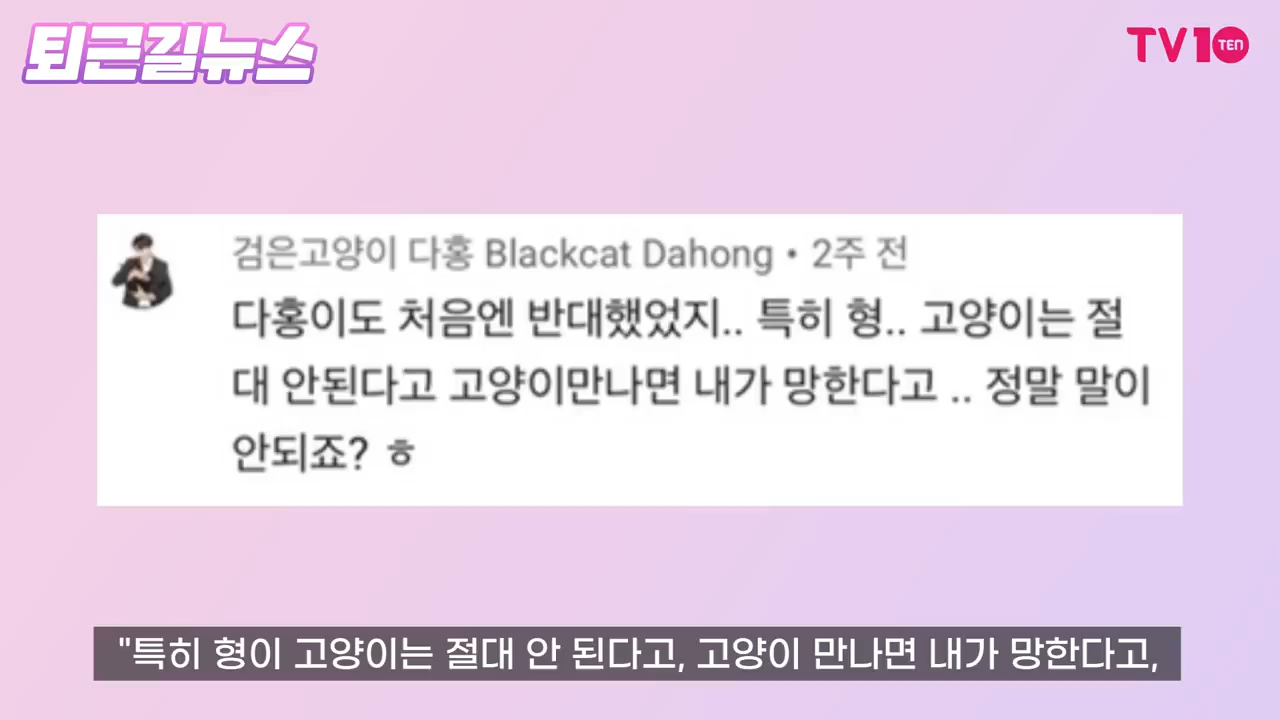 퇴근길뉴스
TV10 TEN
검은고양이 다홍 Blackcat Dahong • 2주 전
다홍이도 처음엔 반대했었지.. 특히 형.. 고양이는 절
대 안된다고 고양이만나면 내가 망한다고 .. 정말 말이
안되죠? ㅎ
"특히 형이 고양이는 절대 안 된다고, 고양이 만나면 내가 망한다고,